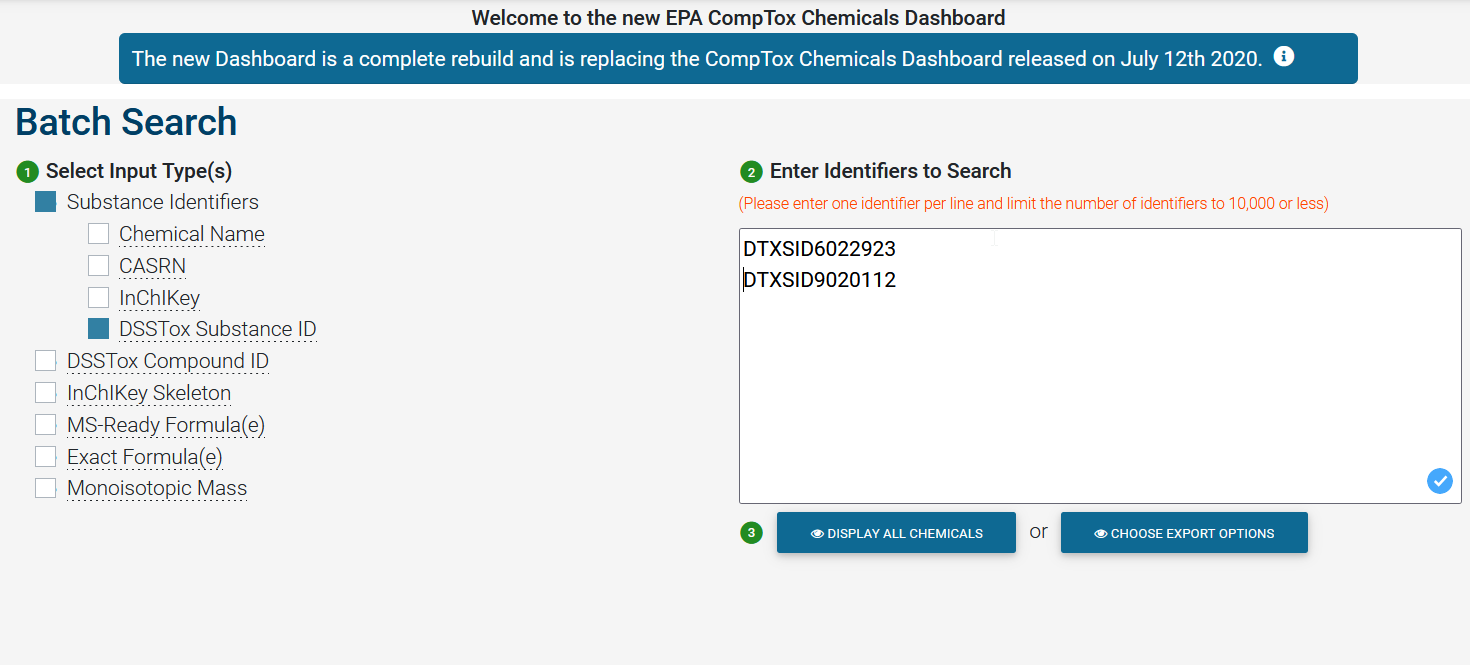 Welcome to the new EPA CompTox Chemicals Dashboard
The new Dashboard is a complete rebuild and is replacing the CompTox Chemicals Dashboard released on July 12th 2020.
Batch Search
1 Select Input Type(s)
Substance Identifiers
Chemical Name
CASRN
InChIKey
DSSTox Substance ID
DSSTox Compound ID
InChIKey Skeleton
MS-Ready Formula(e)
Exact Formula(e)
Monoisotopic Mass
2 Enter Identifiers to Search
(Please enter one identifier per line and limit the number of identifiers to 10,000 or less)
DTXSID6022923
DTXSID9020112
3 DISPLAY ALL CHEMICALS or CHOOSE EXPORT OPTIONS